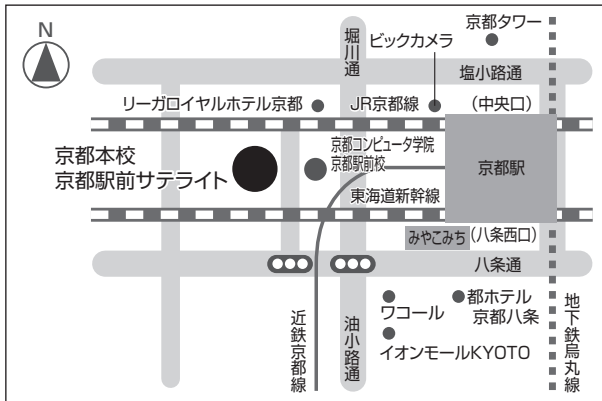 N
京都タワー
堀川通
ビックカメラ
塩小路通
リーガロイヤルホテル京都
JR京都線
(中央口)
京都コンピュータ学院
京都駅前校
京都本校
京都駅前サテライト
京都駅
東海道新幹線
みやこみち
(八条西口)
八条通
都ホテル
京都八条
ワコール
イオンモールKYOTO
近鉄京都線
油小路通
地下鉄烏丸線